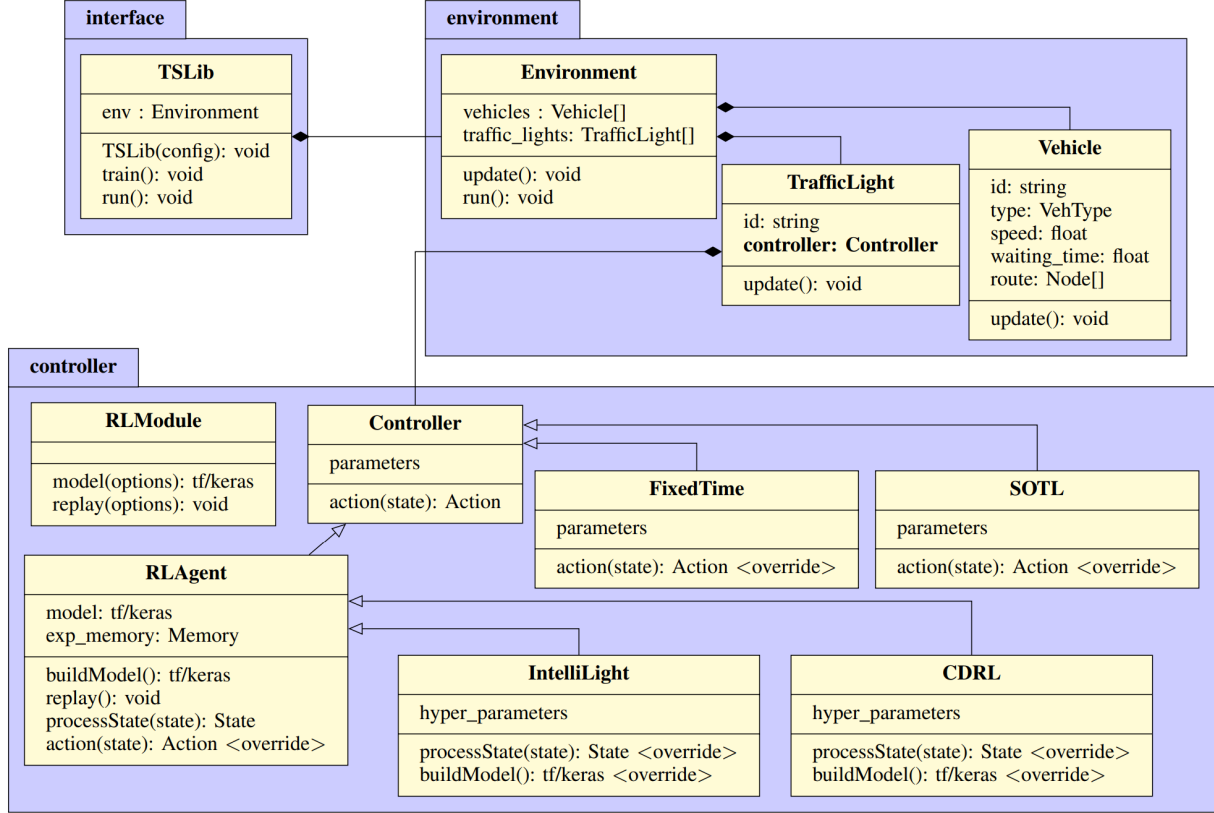 interface
TSLib
env : Environment
TSLib(config): void
train(): void
run(): void
environment
Environment
vehicles : Vehicle[]
traffic_lights: TrafficLight[]
update(): void
run(): void
TrafficLight
id: string
controller: Controller
update(): void
Vehicle
id: string
type: VehType
speed: float
waiting_time: float
route: Node[]
update(): void
controller
RLModule
model(options): tf/keras
replay(options): void
Controller
parameters
action(state): Action
FixedTime
parameters
action(state): Action <override>
SOTL
parameters
action(state): Action <override>
RLAgent
model: tf/keras
exp_memory: Memory
buildModel(): tf/keras
replay(): void
processState(state): State
action(state): Action <override>
IntelliLight
hyper_parameters
processState(state): State <override>
buildModel(): tf/keras <override>
CDRL
hyper_parameters
processState(state): State <override>
buildModel(): tf/keras <override>